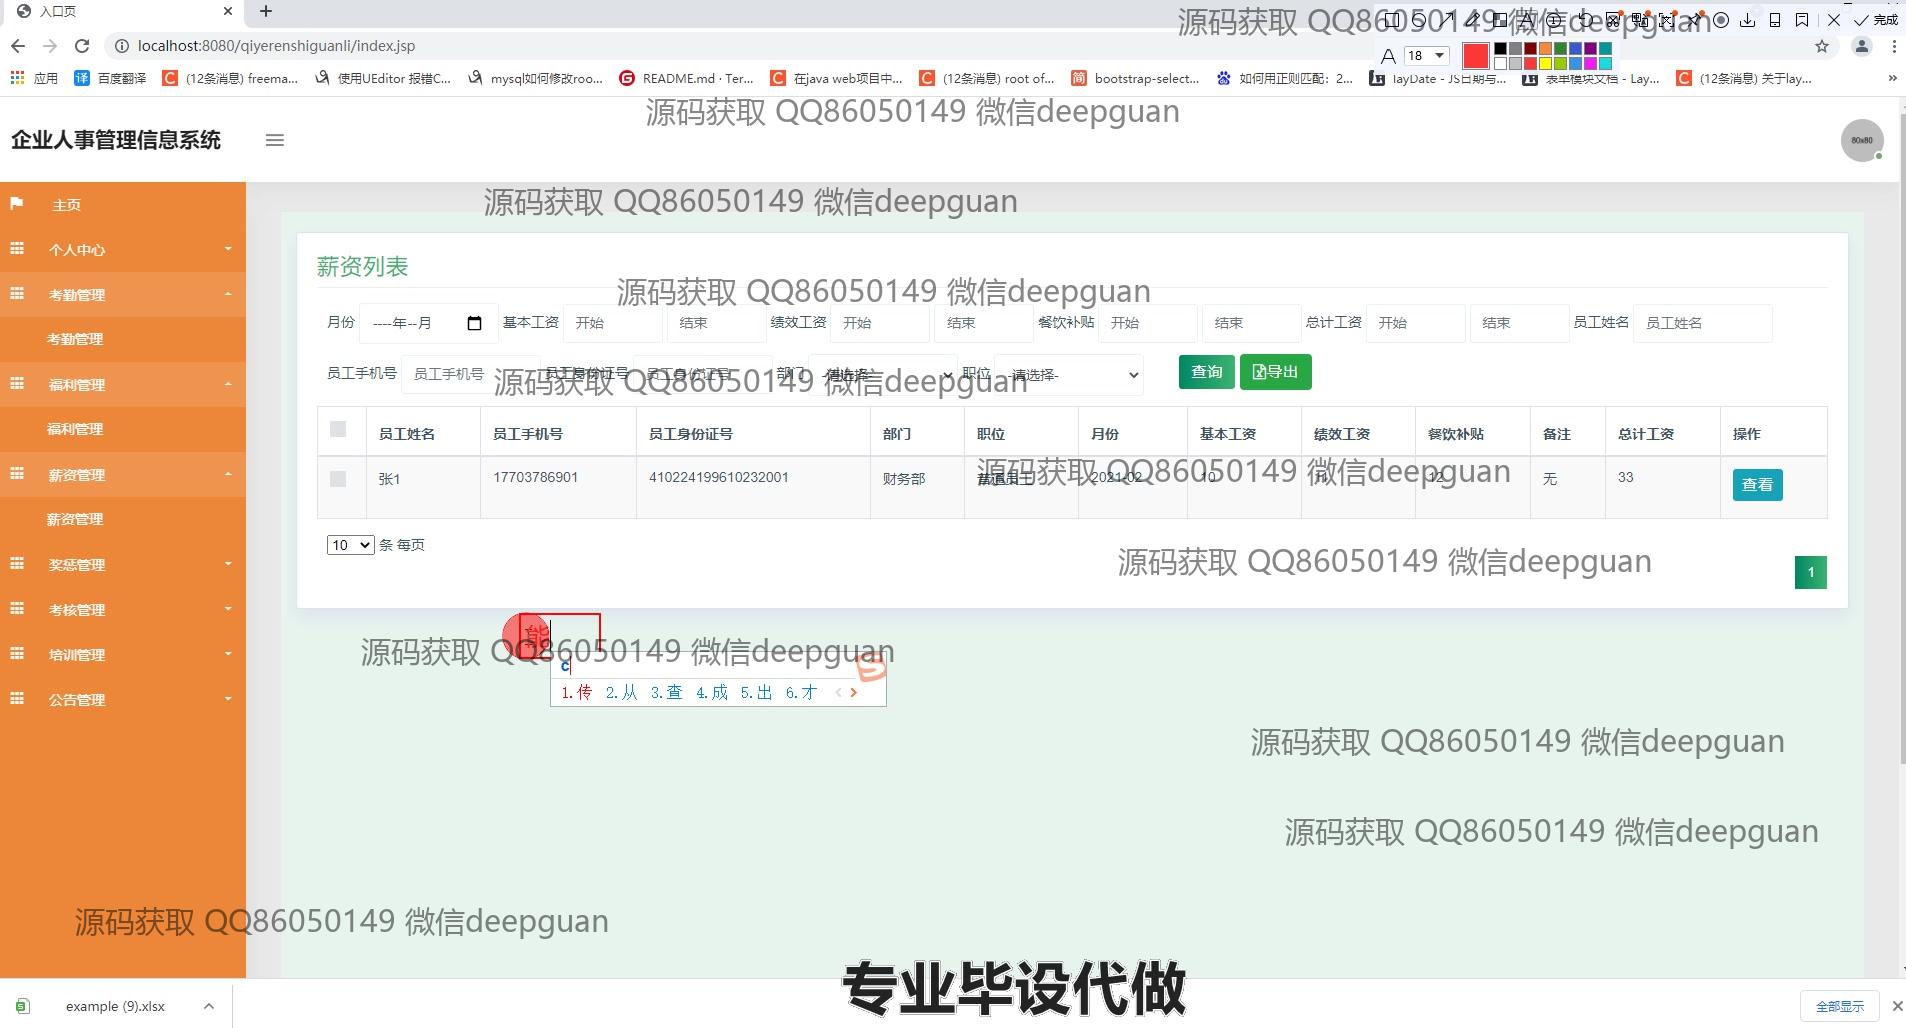 入口页
源码获取 QQ86050149 微信deepguan
完成
localhost:8080/qiyerenshiguanli/index.jsp
A 18
应用 百度翻译 (12条消息) freema... 使用UEditor 报错C... mysql如何修改roo... README.md · Ter... 在java web项目中... (12条消息) root of... bootstrap-select... 如何用正则匹配：2... layDate - JS日期与... 表单模块文档 - Lay... (12条消息) 关于lay...
源码获取 QQ86050149 微信deepguan
企业人事管理信息系统
80x80
源码获取 QQ86050149 微信deepguan
主页
个人中心
考勤管理
考勤管理
福利管理
福利管理
薪资管理
薪资管理
奖惩管理
考核管理
培训管理
公告管理
薪资列表
源码获取 QQ86050149 微信deepguan
月份 ----年--月 基本工资 开始 结束 绩效工资 开始 结束 餐饮补贴 开始 结束 总计工资 开始 结束 员工姓名 员工姓名
员工手机号 员工手机号 员工身份证号 员工身份证号 部门 -请选择- 职位 -请选择- 查询 导出
源码获取 QQ86050149 微信deepguan
员工姓名 员工手机号 员工身份证号 部门 职位 月份 基本工资 绩效工资 餐饮补贴 备注 总计工资 操作
张1 17703786901 410224199610232001 财务部 普通员工 2021-02 10 11 12 无 33 查看
源码获取 QQ86050149 微信deepguan
10 条 每页
源码获取 QQ86050149 微信deepguan
1
能
源码获取 QQ86050149 微信deepguan
c
1.传 2.从 3.查 4.成 5.出 6.才
源码获取 QQ86050149 微信deepguan
源码获取 QQ86050149 微信deepguan
源码获取 QQ86050149 微信deepguan
专业毕设代做
example (9).xlsx
全部显示